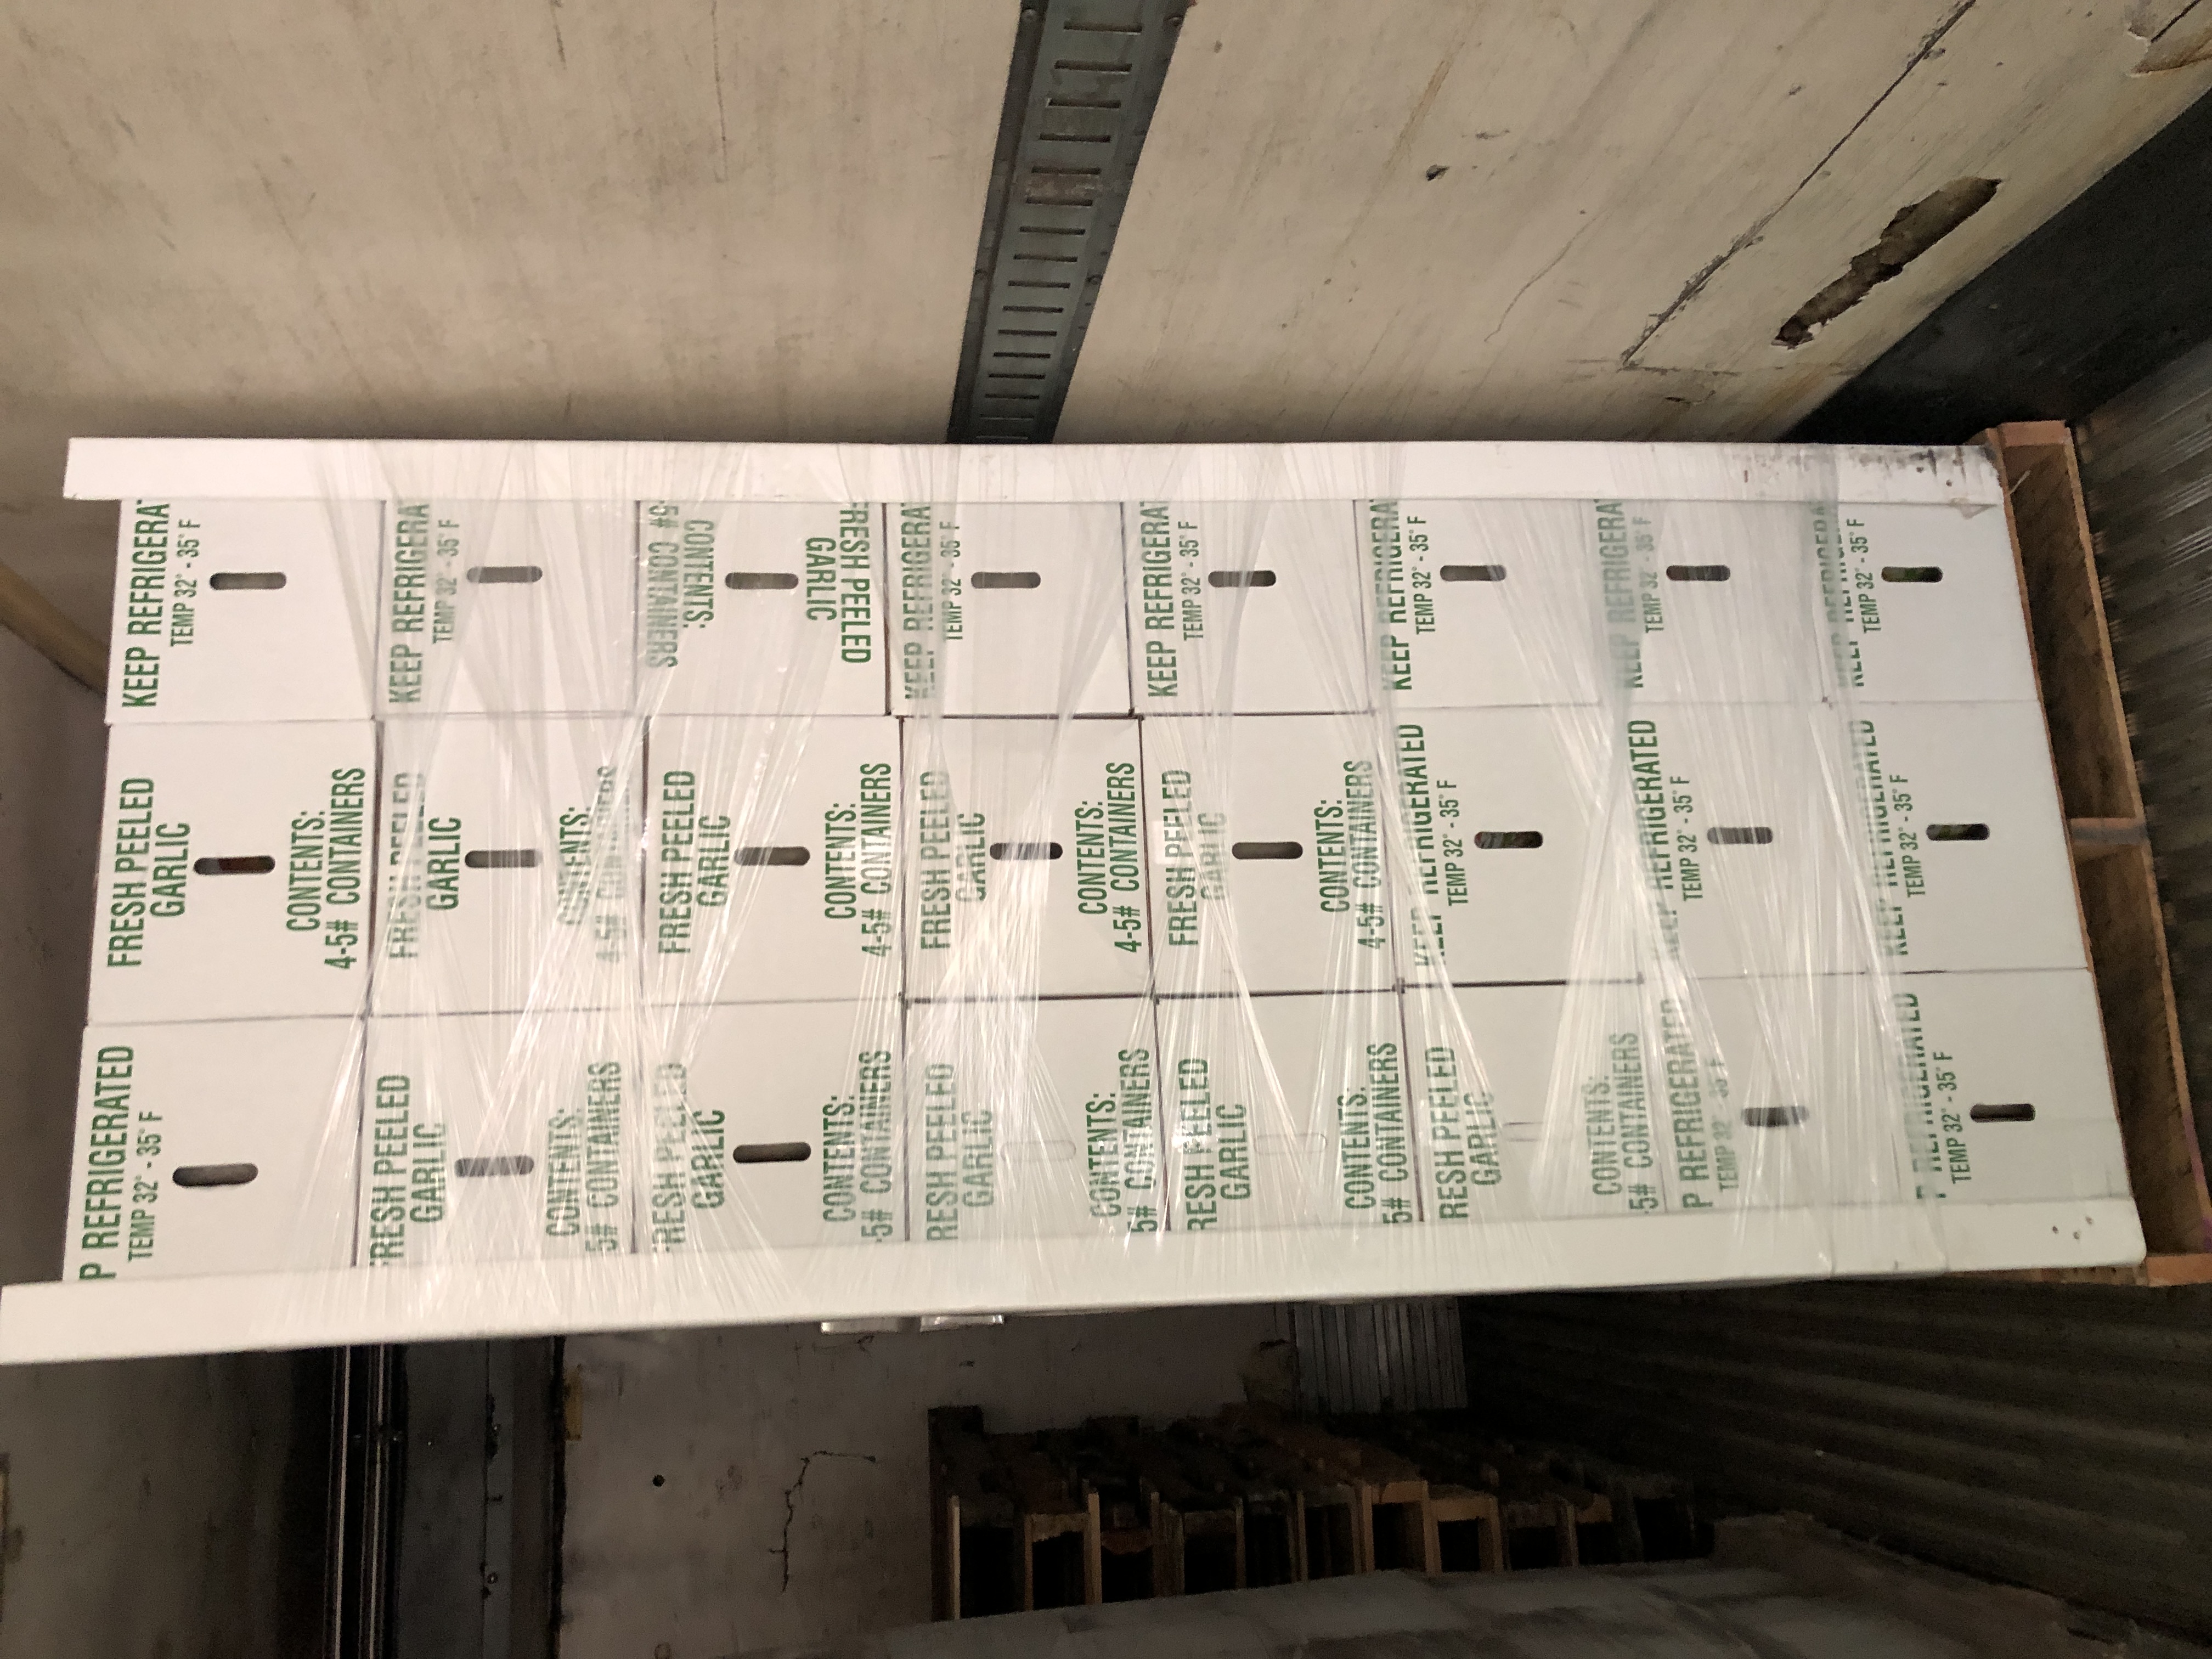 P REFRIGERATED
TEMP 32° - 35° F
FRESH PEELED
GARLIC
CONTENTS:
4-5# CONTAINERS
KEEP REFRIGERA
TEMP 32° - 35° F
FRESH PEELED
GARLIC
CONTENTS:
5# CONTAINERS
FRESH PEELED
GARLIC
CONTENTS:
4-5# CONTAINERS
KEEP REFRIGERA
TEMP 32° - 35° F
FRESH PEELED
GARLIC
CONTENTS:
-5# CONTAINERS
FRESH PEELED
GARLIC
CONTENTS:
4-5# CONTAINERS
FRESH PEELED
GARLIC
CONTENTS:
-5# CONTAINERS
RESH PEELED
GARLIC
CONTENTS:
5# CONTAINERS
FRESH PEELED
GARLIC
CONTENTS:
4-5# CONTAINERS
KEEP REFRIGERA
TEMP 32° - 35° F
RESH PEELED
GARLIC
CONTENTS:
5# CONTAINERS
FRESH PEELED
GARLIC
CONTENTS:
4-5# CONTAINERS
KEEP REFRIGERA
TEMP 32° - 35° F
RESH PEELED
GARLIC
CONTENTS:
-5# CONTAINERS
KEEP REFRIGERATED
TEMP 32° - 35° F
KEEP REFRIGERA
TEMP 32° - 35° F
P REFRIGERATED
TEMP 32° - 35° F
KEEP REFRIGERATED
TEMP 32° - 35° F
KEEP REFRIGERA
TEMP 32° - 35° F
P REFRIGERATED
TEMP 32° - 35° F
KEEP REFRIGERATED
TEMP 32° - 35° F
KEEP REFRIGERA
TEMP 32° - 35° F